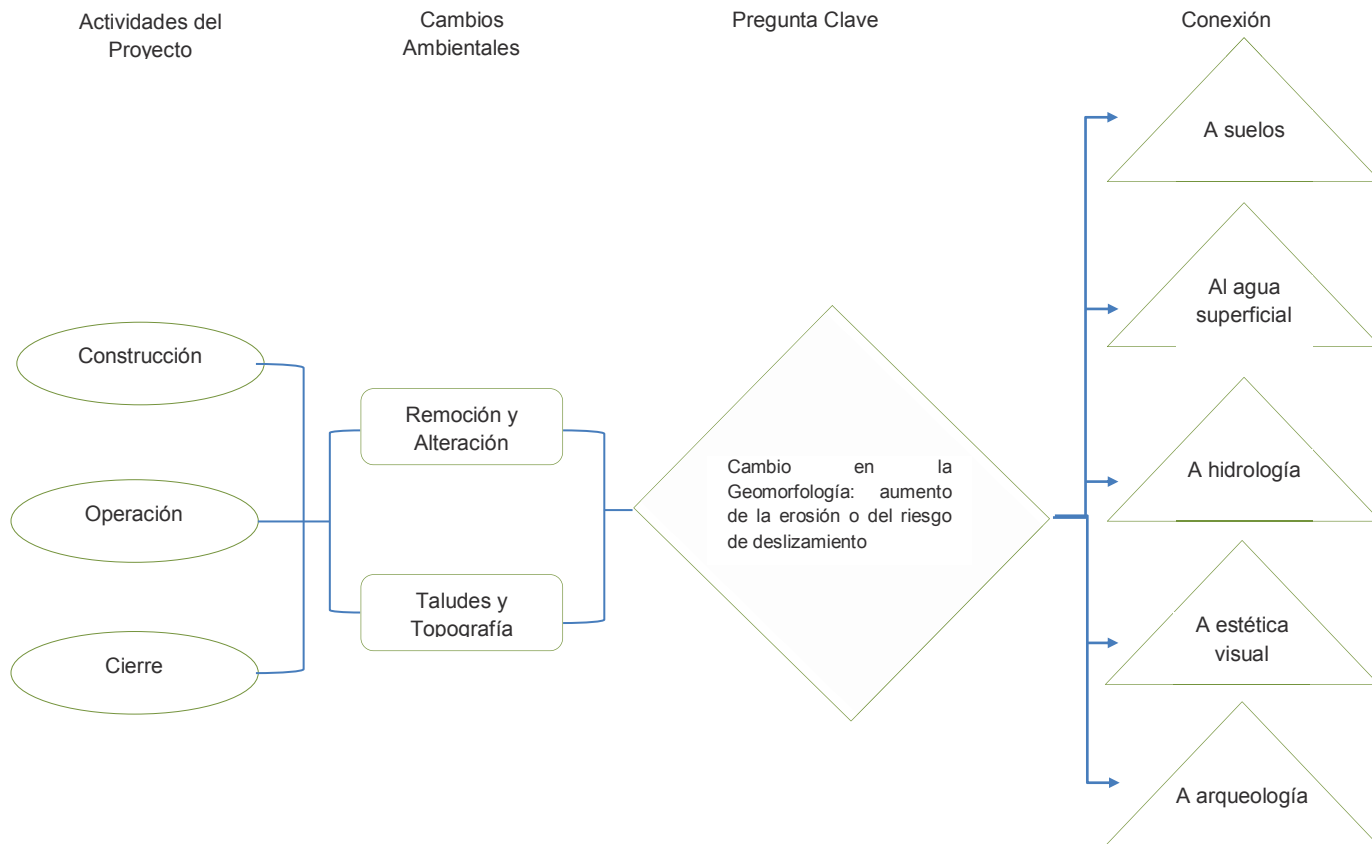 Actividades del
Proyecto
Cambios
Ambientales
Pregunta Clave
Conexión
Construcción
Operación
Cierre
Remoción y
Alteración
Taludes y
Topografía
Cambio en la
Geomorfología: aumento
de la erosión o del riesgo
de deslizamiento
A suelos
Al agua
superficial
A hidrología
A estética
visual
A arqueología